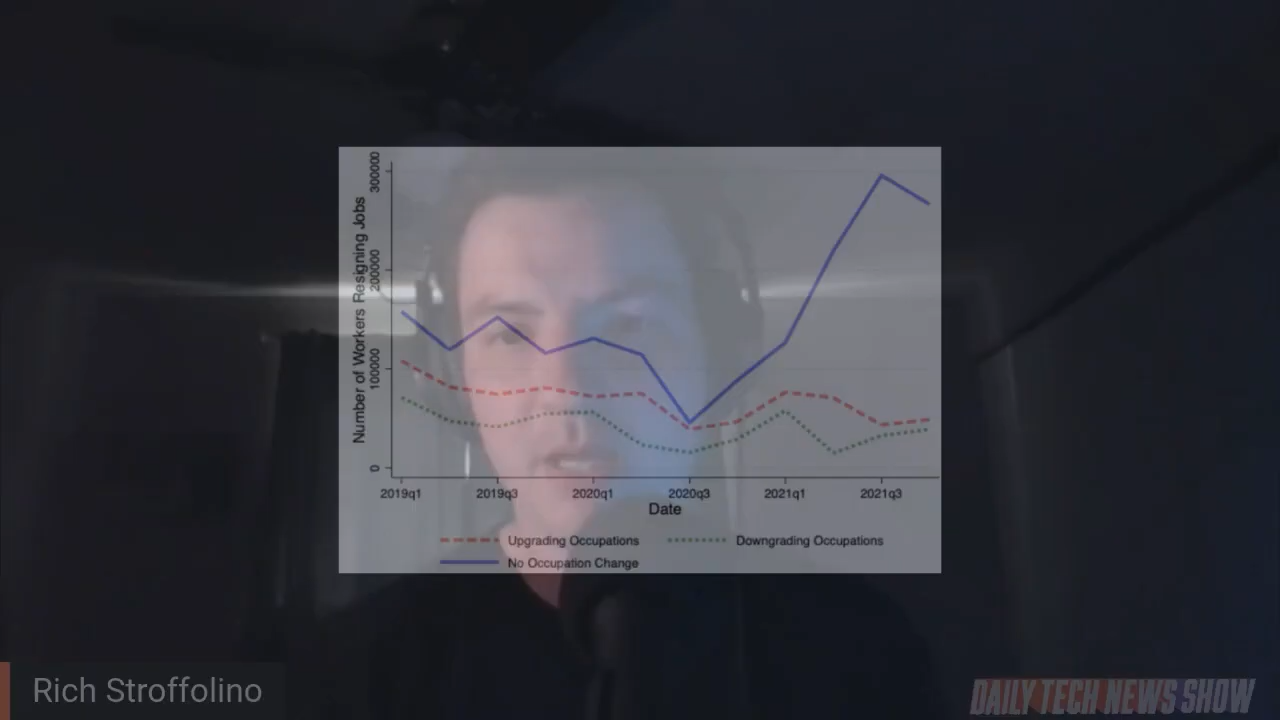 300000
200000
100000
0
Number of Workers Resigning Jobs
2019q1 2019q3 2020q1 2020q3 2021q1 2021q3
Date
Upgrading Occupations Downgrading Occupations
No Occupation Change
Rich Stroffolino
DAILY TECH NEWS SHOW